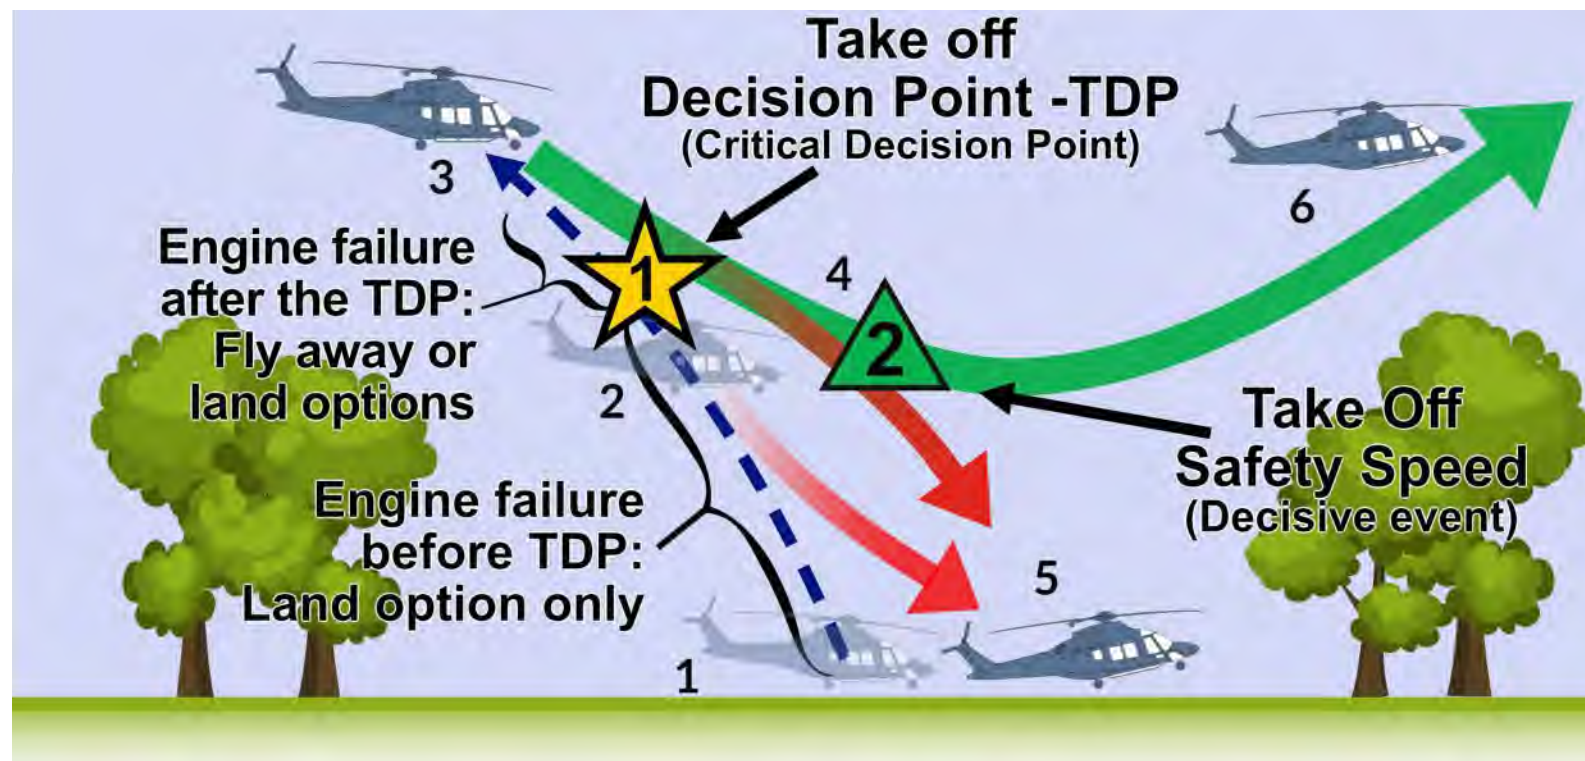 Take off
Decision Point -TDP
(Critical Decision Point)
3
6
Engine failure
after the TDP:
Fly away or
land options
1
4
2
2
Take Off
Safety Speed
(Decisive event)
Engine failure
before TDP:
Land option only
5
1